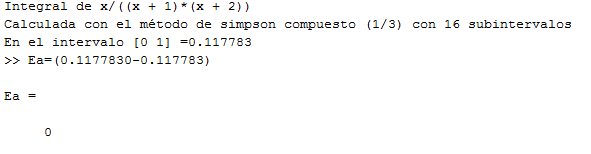 Integral de x/((x + 1)*(x + 2))
Calculada con el método de simpson compuesto (1/3) con 16 subintervalos
En el intervalo [0 1] =0.117783
>> Ea=(0.1177830-0.117783)
Ea =
0